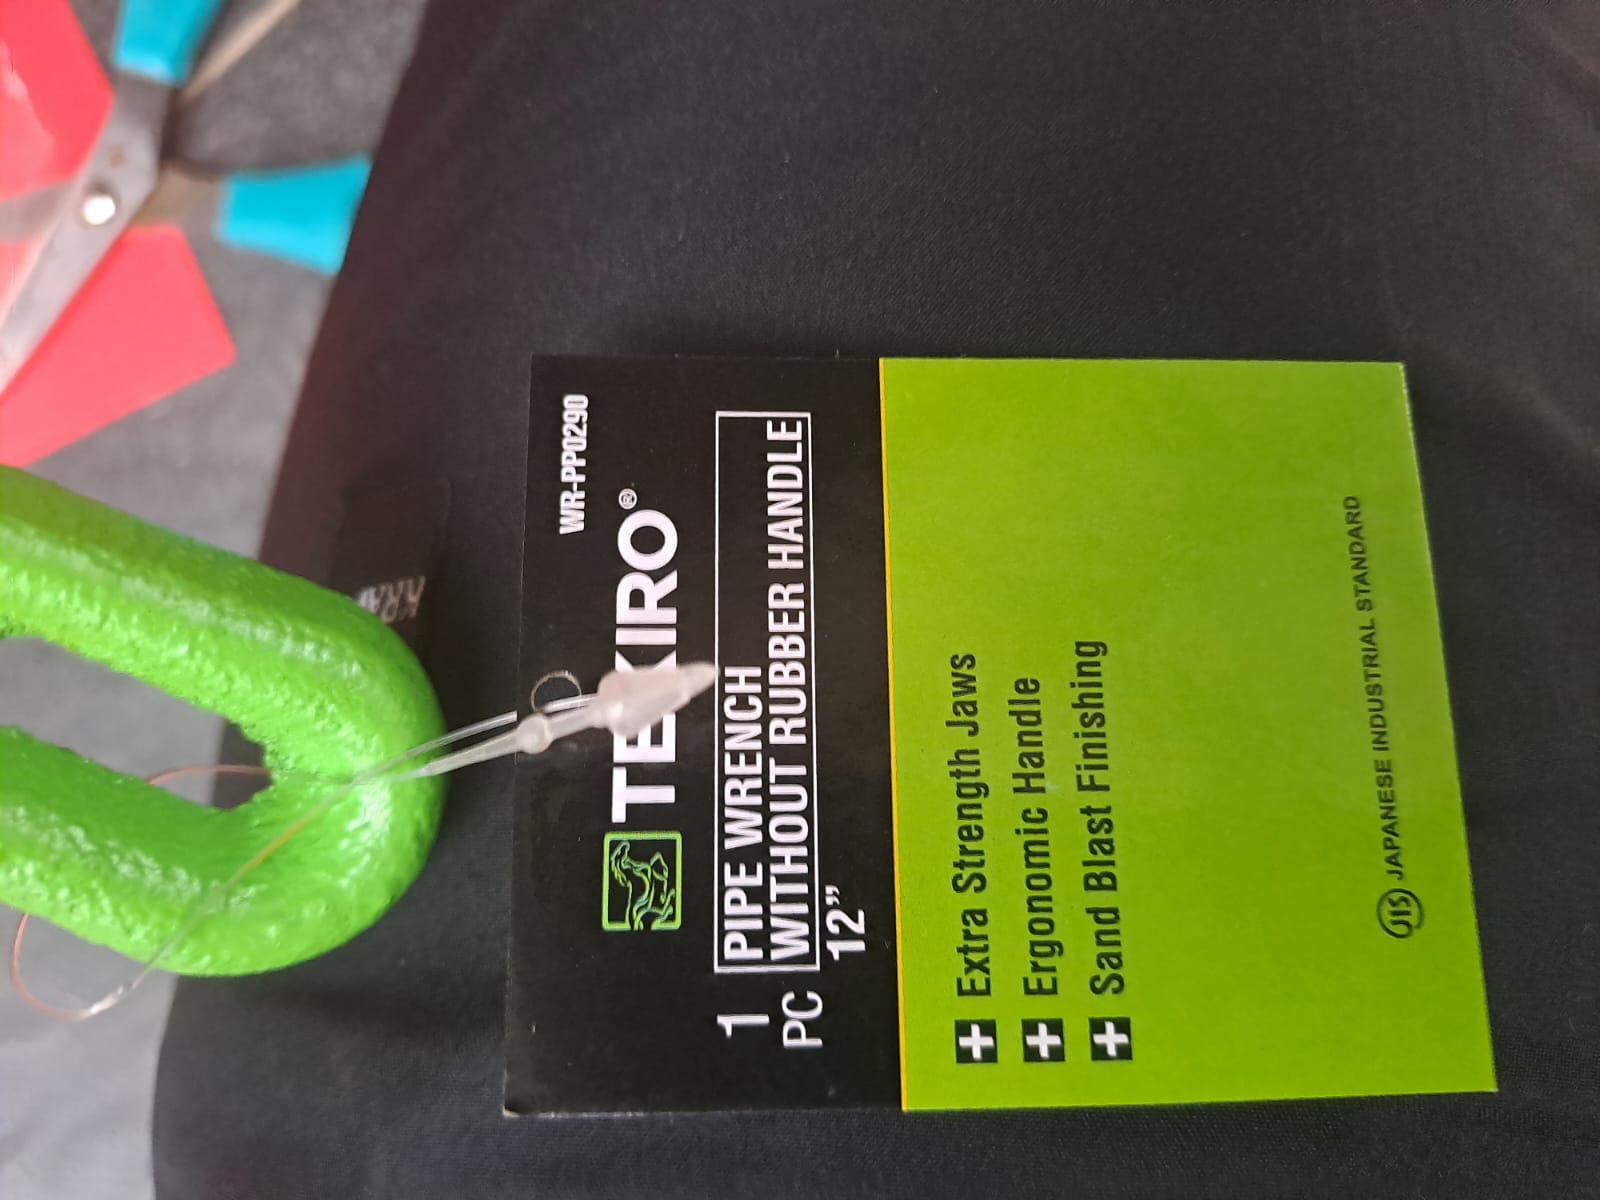 WR-PP0290
TEKIRO®
1 PC
PIPE WRENCH
WITHOUT RUBBER HANDLE
12”
Extra Strength Jaws
Ergonomic Handle
Sand Blast Finishing
JIS JAPANESE INDUSTRIAL STANDARD